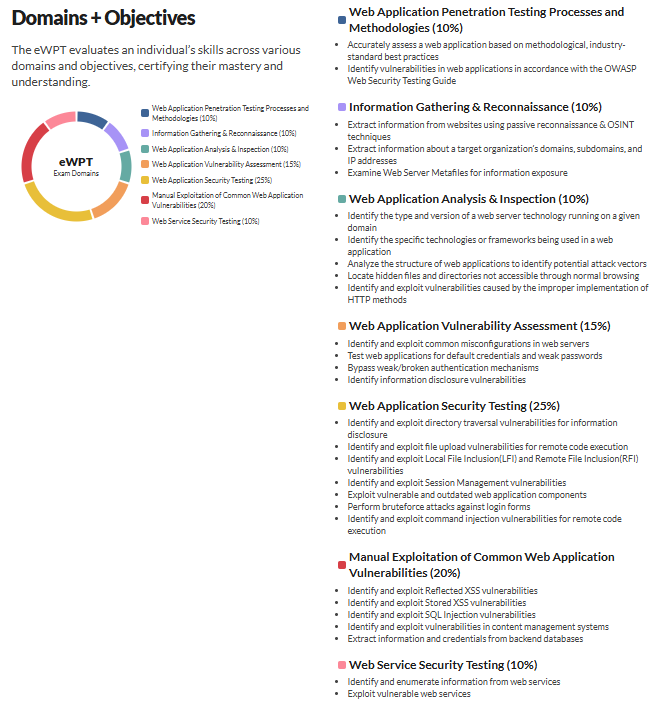 Domains + Objectives
The eWPT evaluates an individual's skills across various
domains and objectives, certifying their mastery and
understanding.
eWPT
Exam Domains
Web Application Penetration Testing Processes and
Methodologies (10%)
Information Gathering & Reconnaissance (10%)
Web Application Analysis & Inspection (10%)
Web Application Vulnerability Assessment (15%)
Web Application Security Testing (25%)
Manual Exploitation of Common Web Application
Vulnerabilities (20%)
Web Service Security Testing (10%)
Web Application Penetration Testing Processes and
Methodologies (10%)
• Accurately assess a web application based on methodological, industry-
standard best practices
• Identify vulnerabilities in web applications in accordance with the OWASP
Web Security Testing Guide
Information Gathering & Reconnaissance (10%)
• Extract information from websites using passive reconnaissance & OSINT
techniques
• Extract information about a target organization's domains, subdomains, and
IP addresses
• Examine Web Server Metafiles for information exposure
Web Application Analysis & Inspection (10%)
• Identify the type and version of a web server technology running on a given
domain
• Identify the specific technologies or frameworks being used in a web
application
• Analyze the structure of web applications to identify potential attack vectors
• Locate hidden files and directories not accessible through normal browsing
• Identify and exploit vulnerabilities caused by the improper implementation of
HTTP methods
Web Application Vulnerability Assessment (15%)
• Identify and exploit common misconfigurations in web servers
• Test web applications for default credentials and weak passwords
• Bypass weak/broken authentication mechanisms
• Identify information disclosure vulnerabilities
Web Application Security Testing (25%)
• Identify and exploit directory traversal vulnerabilities for information
disclosure
• Identify and exploit file upload vulnerabilities for remote code execution
• Identify and exploit Local File Inclusion(LFI) and Remote File Inclusion(RFI)
vulnerabilities
• Identify and exploit Session Management vulnerabilities
• Exploit vulnerable and outdated web application components
• Perform bruteforce attacks against login forms
• Identify and exploit command injection vulnerabilities for remote code
execution
Manual Exploitation of Common Web Application
Vulnerabilities (20%)
• Identify and exploit Reflected XSS vulnerabilities
• Identify and exploit Stored XSS vulnerabilities
• Identify and exploit SQL Injection vulnerabilities
• Identify and exploit vulnerabilities in content management systems
• Extract information and credentials from backend databases
Web Service Security Testing (10%)
• Identify and enumerate information from web services
• Exploit vulnerable web services